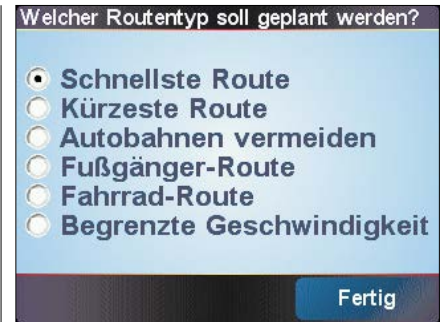 Welcher Routentyp soll geplant werden?
Schnellste Route
Kürzeste Route
Autobahnen vermeiden
Fußgänger-Route
Fahrrad-Route
Begrenzte Geschwindigkeit
Fertig